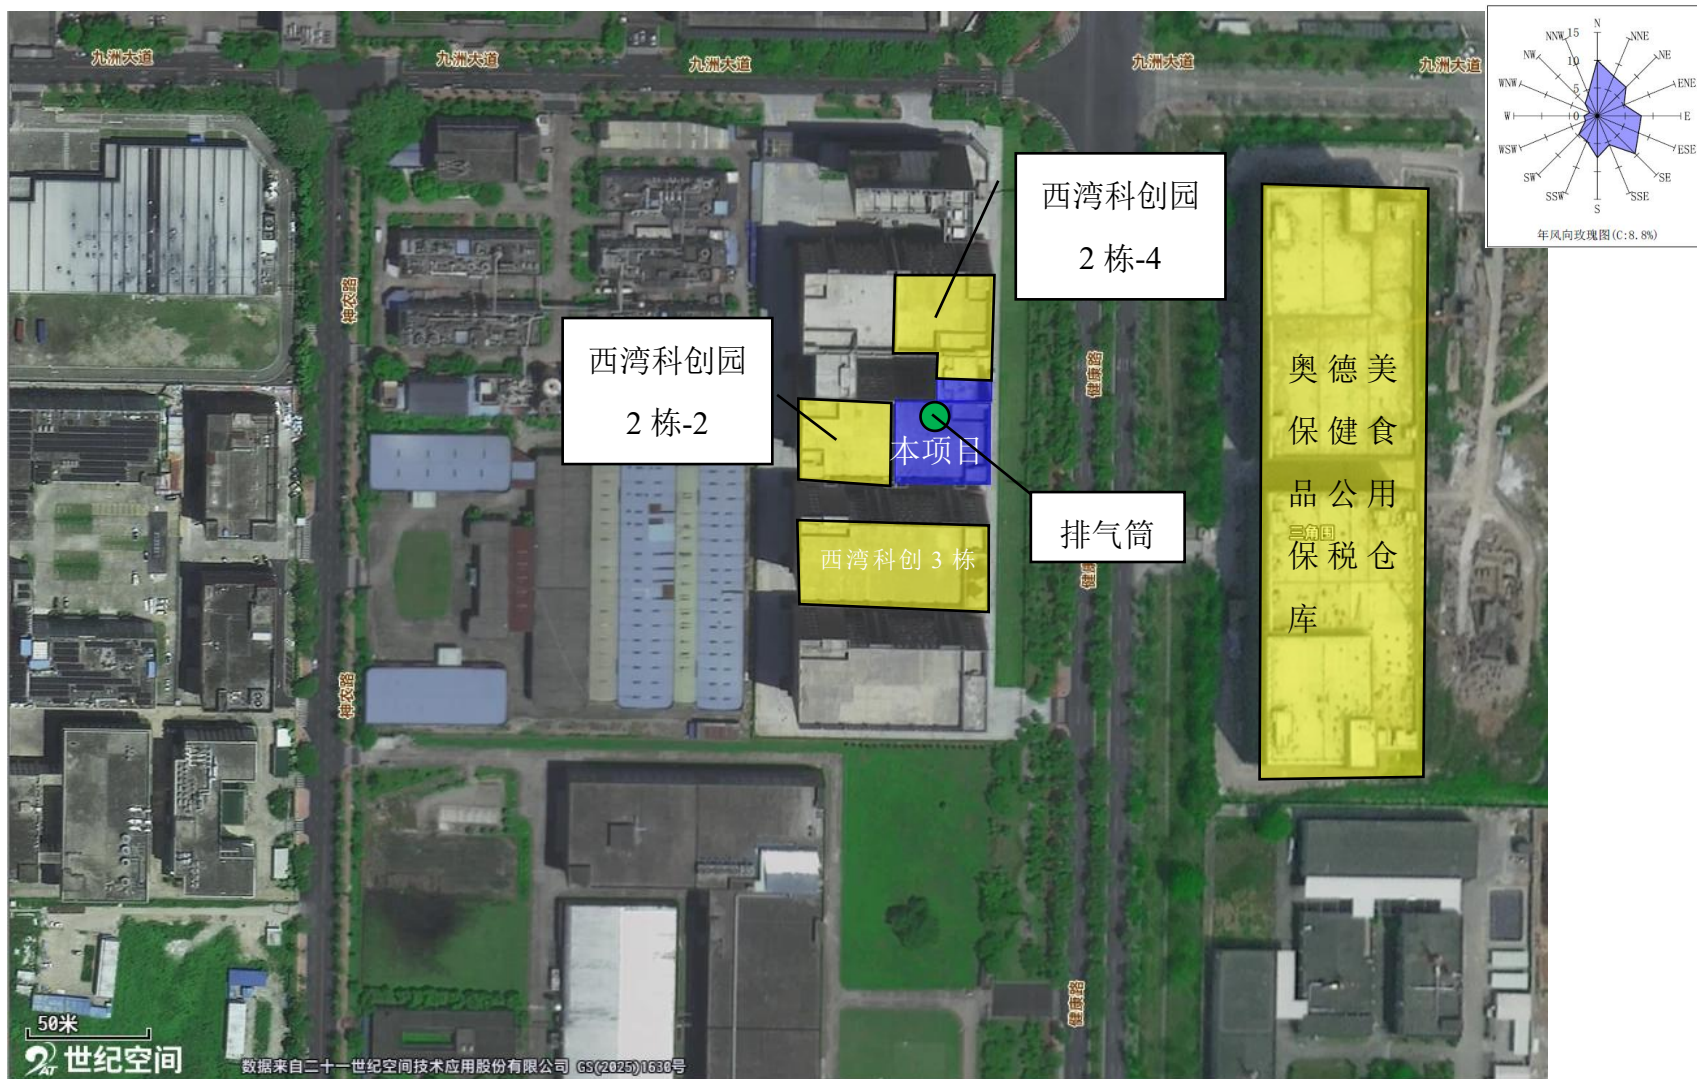 九洲大道
九洲大道
九洲大道
九洲大道
九洲大道
N
NNE
NE
ENE
E
ESE
SE
SSE
S
SSW
SW
WSW
W
WNW
NW
NNW
15
10
5
0
年风向玫瑰图(C:8.8%)
西湾科创园
2 栋-4
神农路
西湾科创园
2 栋-2
健康路
奥德美
保健食
品公用
保税仓
库
三角围
本项目
排气筒
西湾科创 3 栋
健康
神农路
健康路
50米
世纪空间
AT
数据来自二十一世纪空间技术应用股份有限公司 GS(2025)1630号